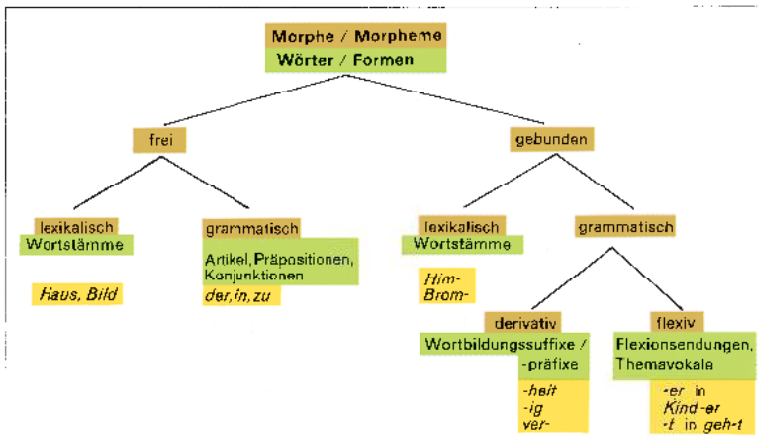 Morphe / Morpheme
Wörter / Formen
frei
gebunden
lexikalisch
Wortstämme
Haus, Bild
grammatisch
Artikel, Präpositionen,
Konjunktionen
der, in, zu
lexikalisch
Wortstämme
Him-
Brom-
grammatisch
derivativ
Wortbildungssuffixe /
-präfixe
-heit
-ig
ver-
flexiv
Flexionsendungen,
Themavokale
-er in
Kind-er
-t in geh-t